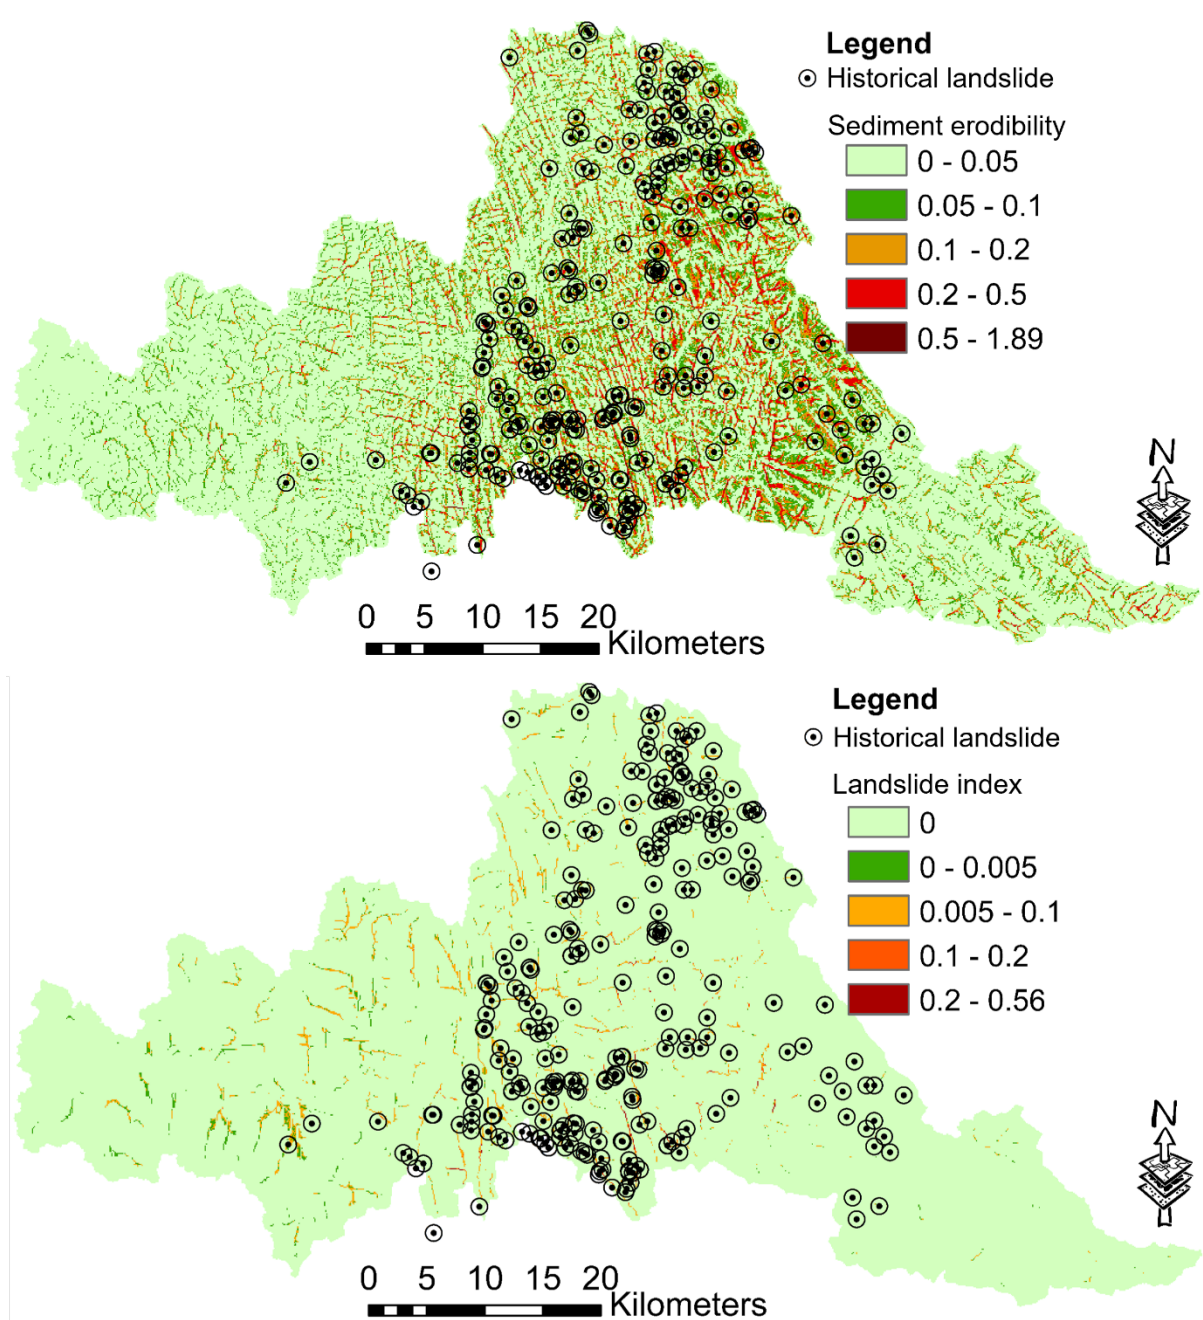 Legend
Historical landslide
Sediment erodibility
0 - 0.05
0.05 - 0.1
0.1 - 0.2
0.2 - 0.5
0.5 - 1.89
N
0 5 10 15 20
Kilometers
Legend
Historical landslide
Landslide index
0
0 - 0.005
0.005 - 0.1
0.1 - 0.2
0.2 - 0.56
N
0 5 10 15 20
Kilometers